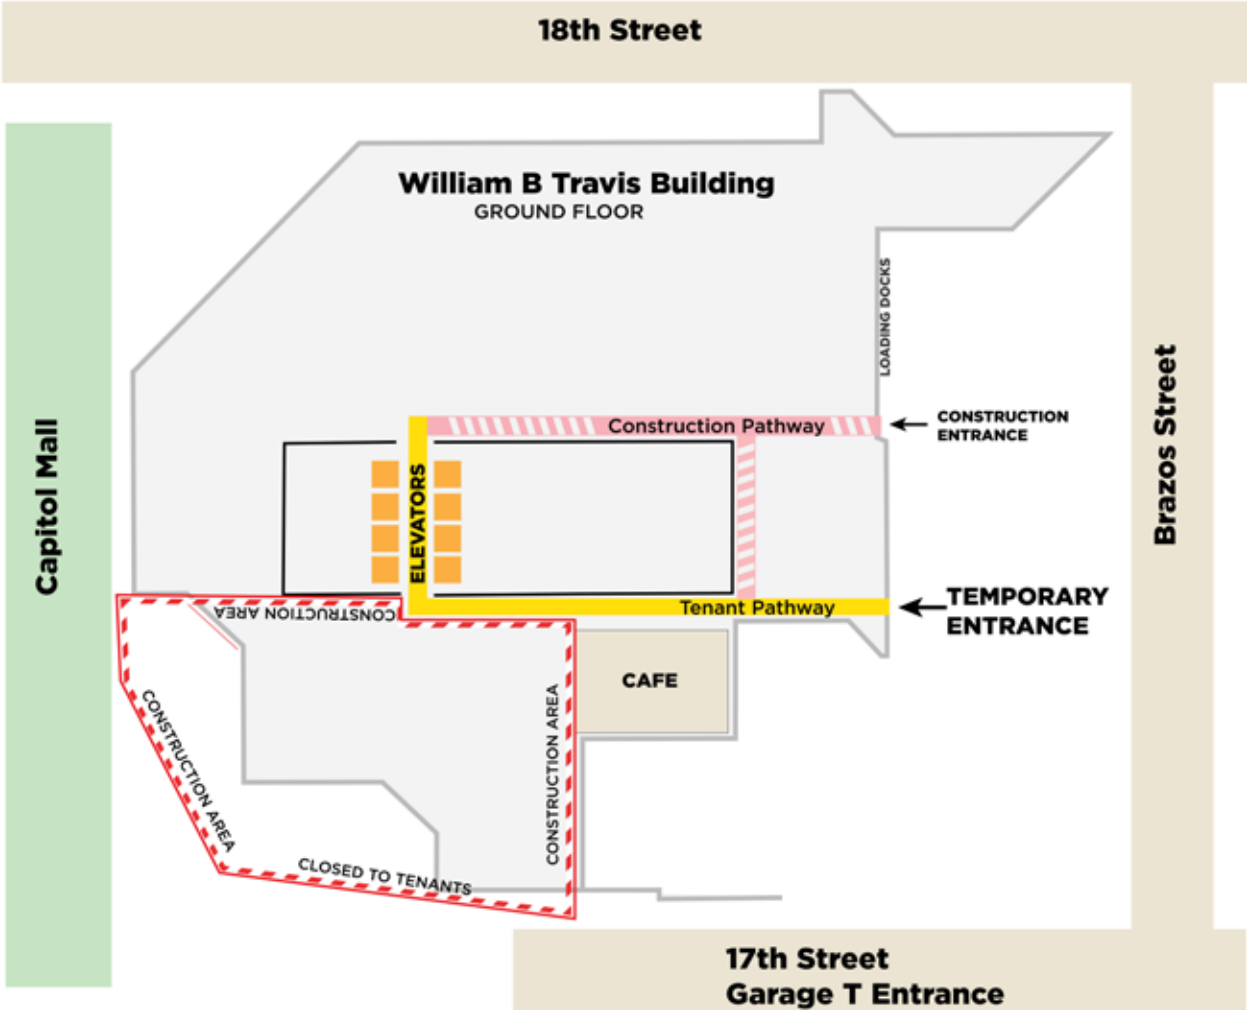 18th Street
William B Travis Building
GROUND FLOOR
LOADING DOCKS
Capitol Mall
Brazos Street
Construction Pathway
CONSTRUCTION
ENTRANCE
ELEVATORS
Tenant Pathway
TEMPORARY
ENTRANCE
CONSTRUCTION AREA
CAFE
CONSTRUCTION AREA
CONSTRUCTION AREA
CLOSED TO TENANTS
17th Street
Garage T Entrance